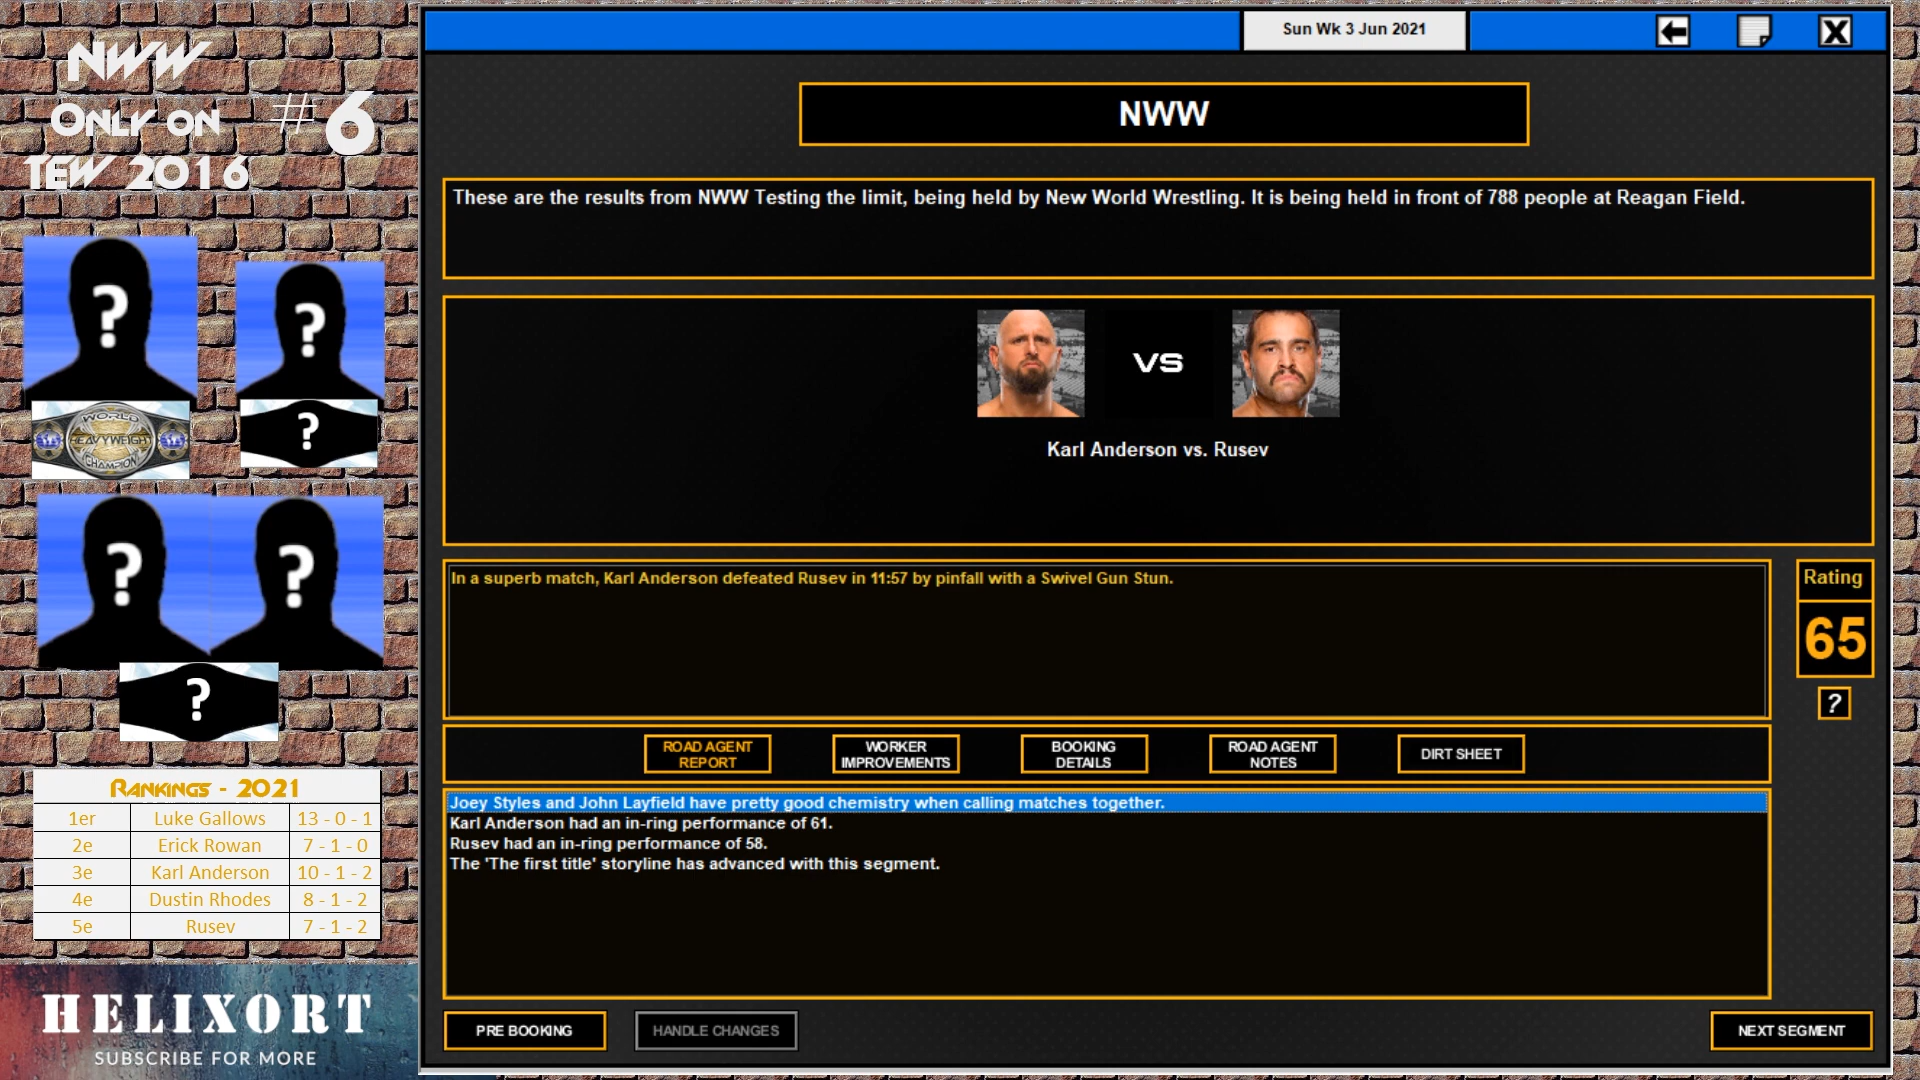 NWW
Only on
TEW 2016
#6
?
?
WORLD
HEAVYWEIGHT
CHAMPION
?
?
?
?
Rankings - 2021
1er Luke Gallows 13 - 0 - 1
2e Erick Rowan 7 - 1 - 0
3e Karl Anderson 10 - 1 - 2
4e Dustin Rhodes 8 - 1 - 2
5e Rusev 7 - 1 - 2
HELIXORT
SUBSCRIBE FOR MORE
Sun Wk 3 Jun 2021
NWW
These are the results from NWW Testing the limit, being held by New World Wrestling. It is being held in front of 788 people at Reagan Field.
VS
Karl Anderson vs. Rusev
In a superb match, Karl Anderson defeated Rusev in 11:57 by pinfall with a Swivel Gun Stun.
Rating
65
?
ROAD AGENT
REPORT
WORKER
IMPROVEMENTS
BOOKING
DETAILS
ROAD AGENT
NOTES
DIRT SHEET
Joey Styles and John Layfield have pretty good chemistry when calling matches together.
Karl Anderson had an in-ring performance of 61.
Rusev had an in-ring performance of 58.
The 'The first title' storyline has advanced with this segment.
PRE BOOKING
HANDLE CHANGES
NEXT SEGMENT